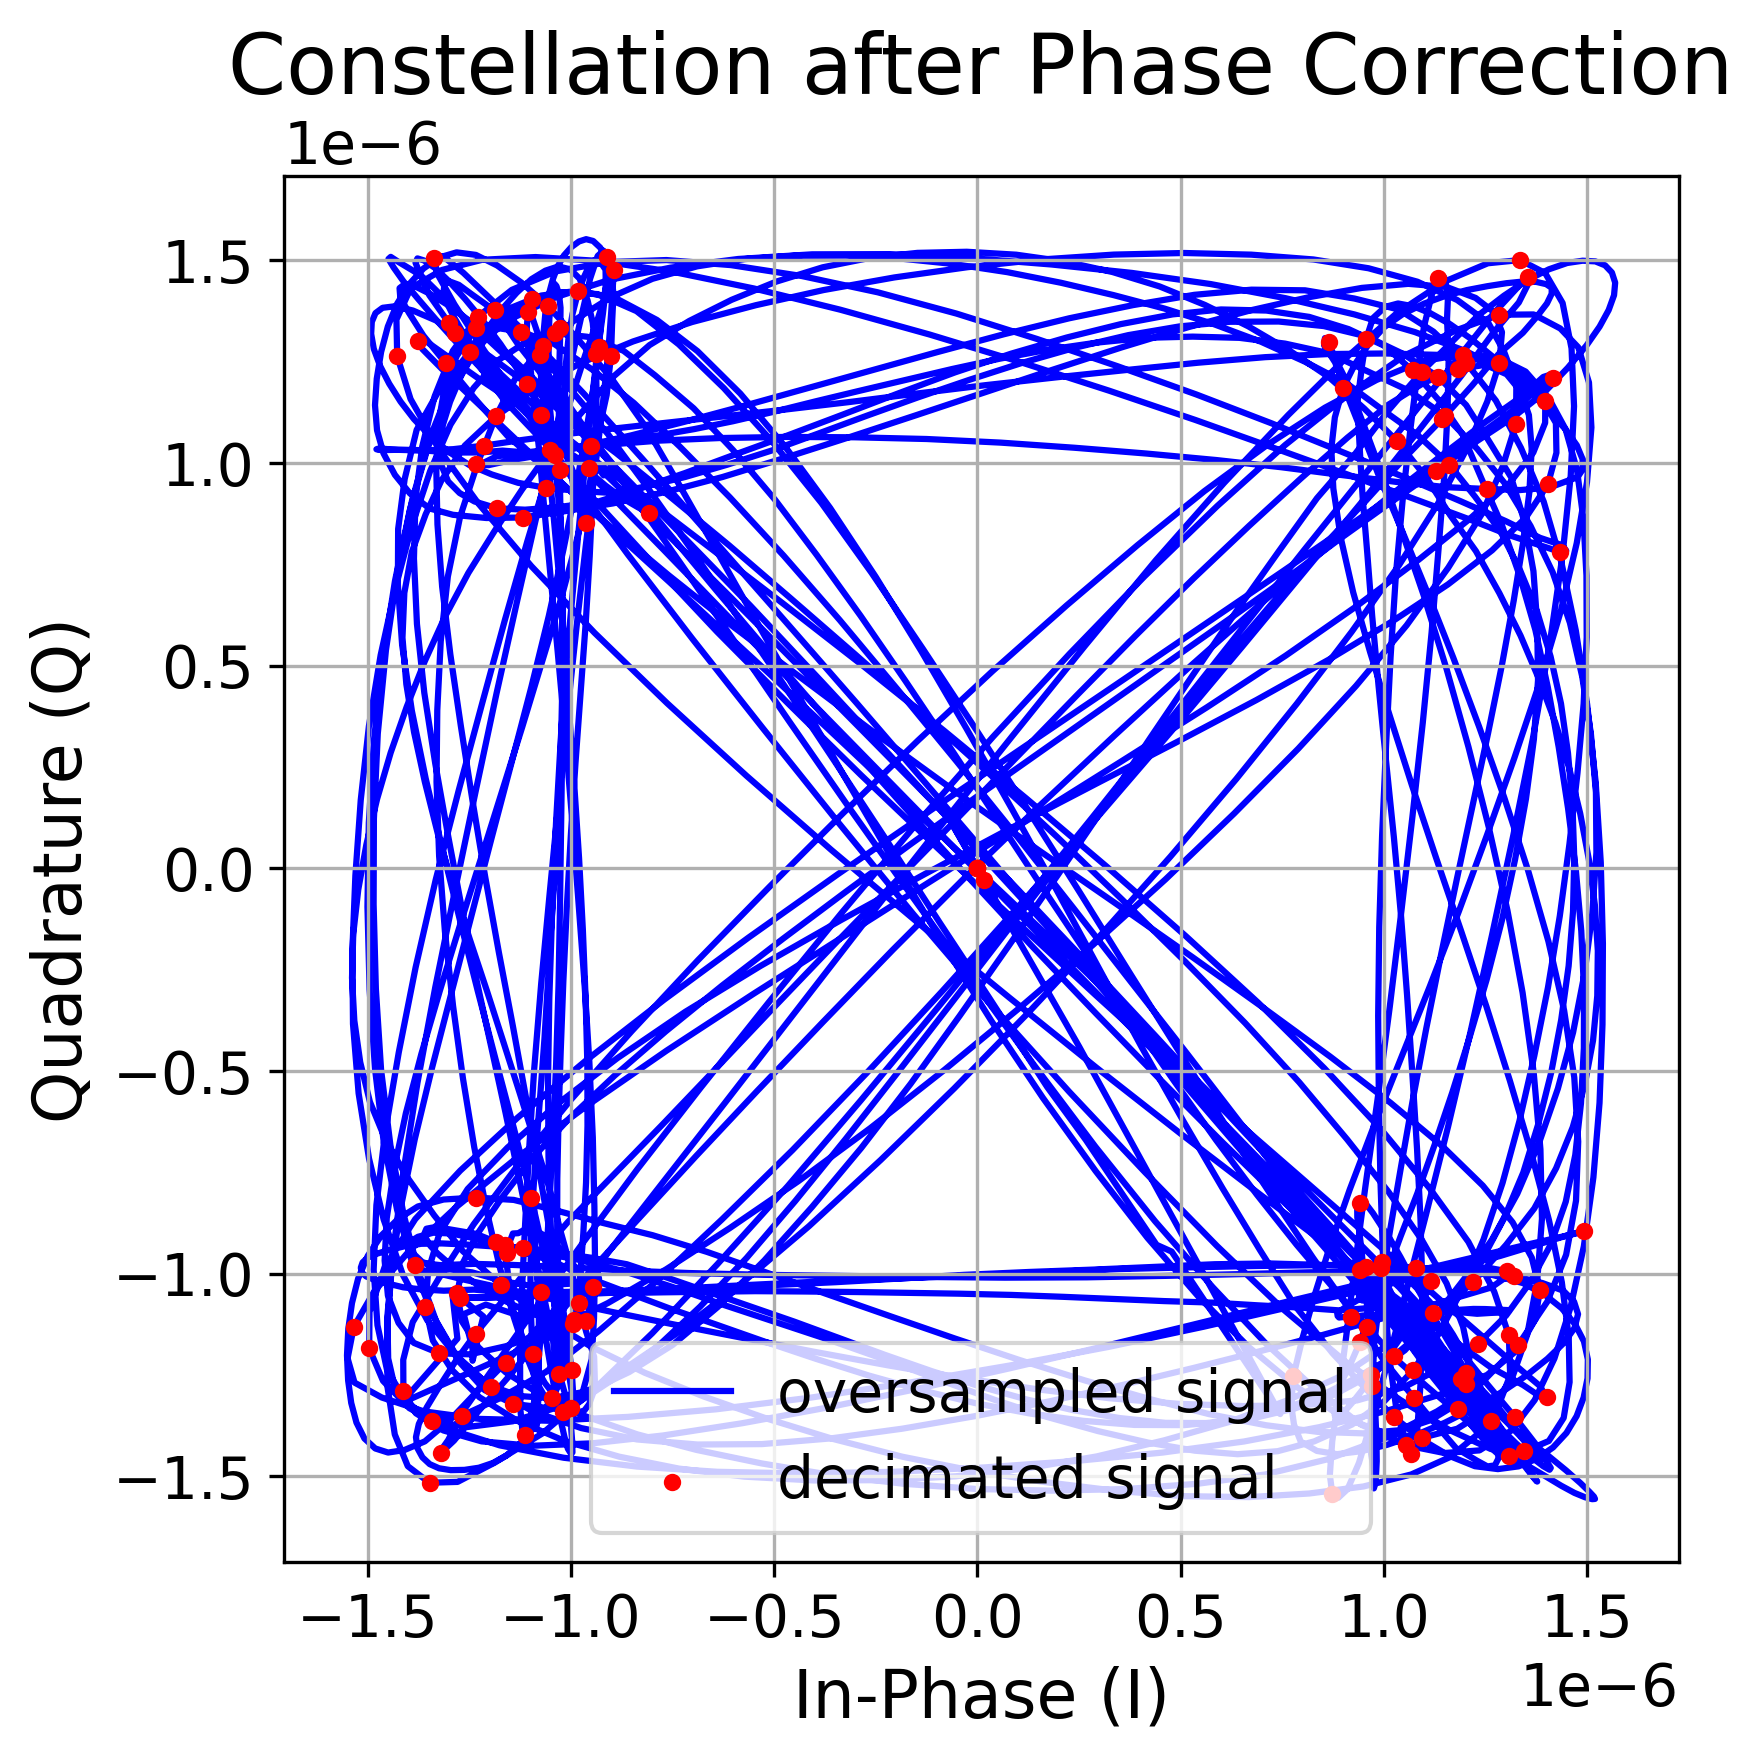 Constellation after Phase Correction
1e−6
1.5
1.0
0.5
0.0
−0.5
−1.0
−1.5
Quadrature (Q)
oversampled signal
decimated signal
−1.5 −1.0 −0.5 0.0 0.5 1.0 1.5
1e−6
In-Phase (I)